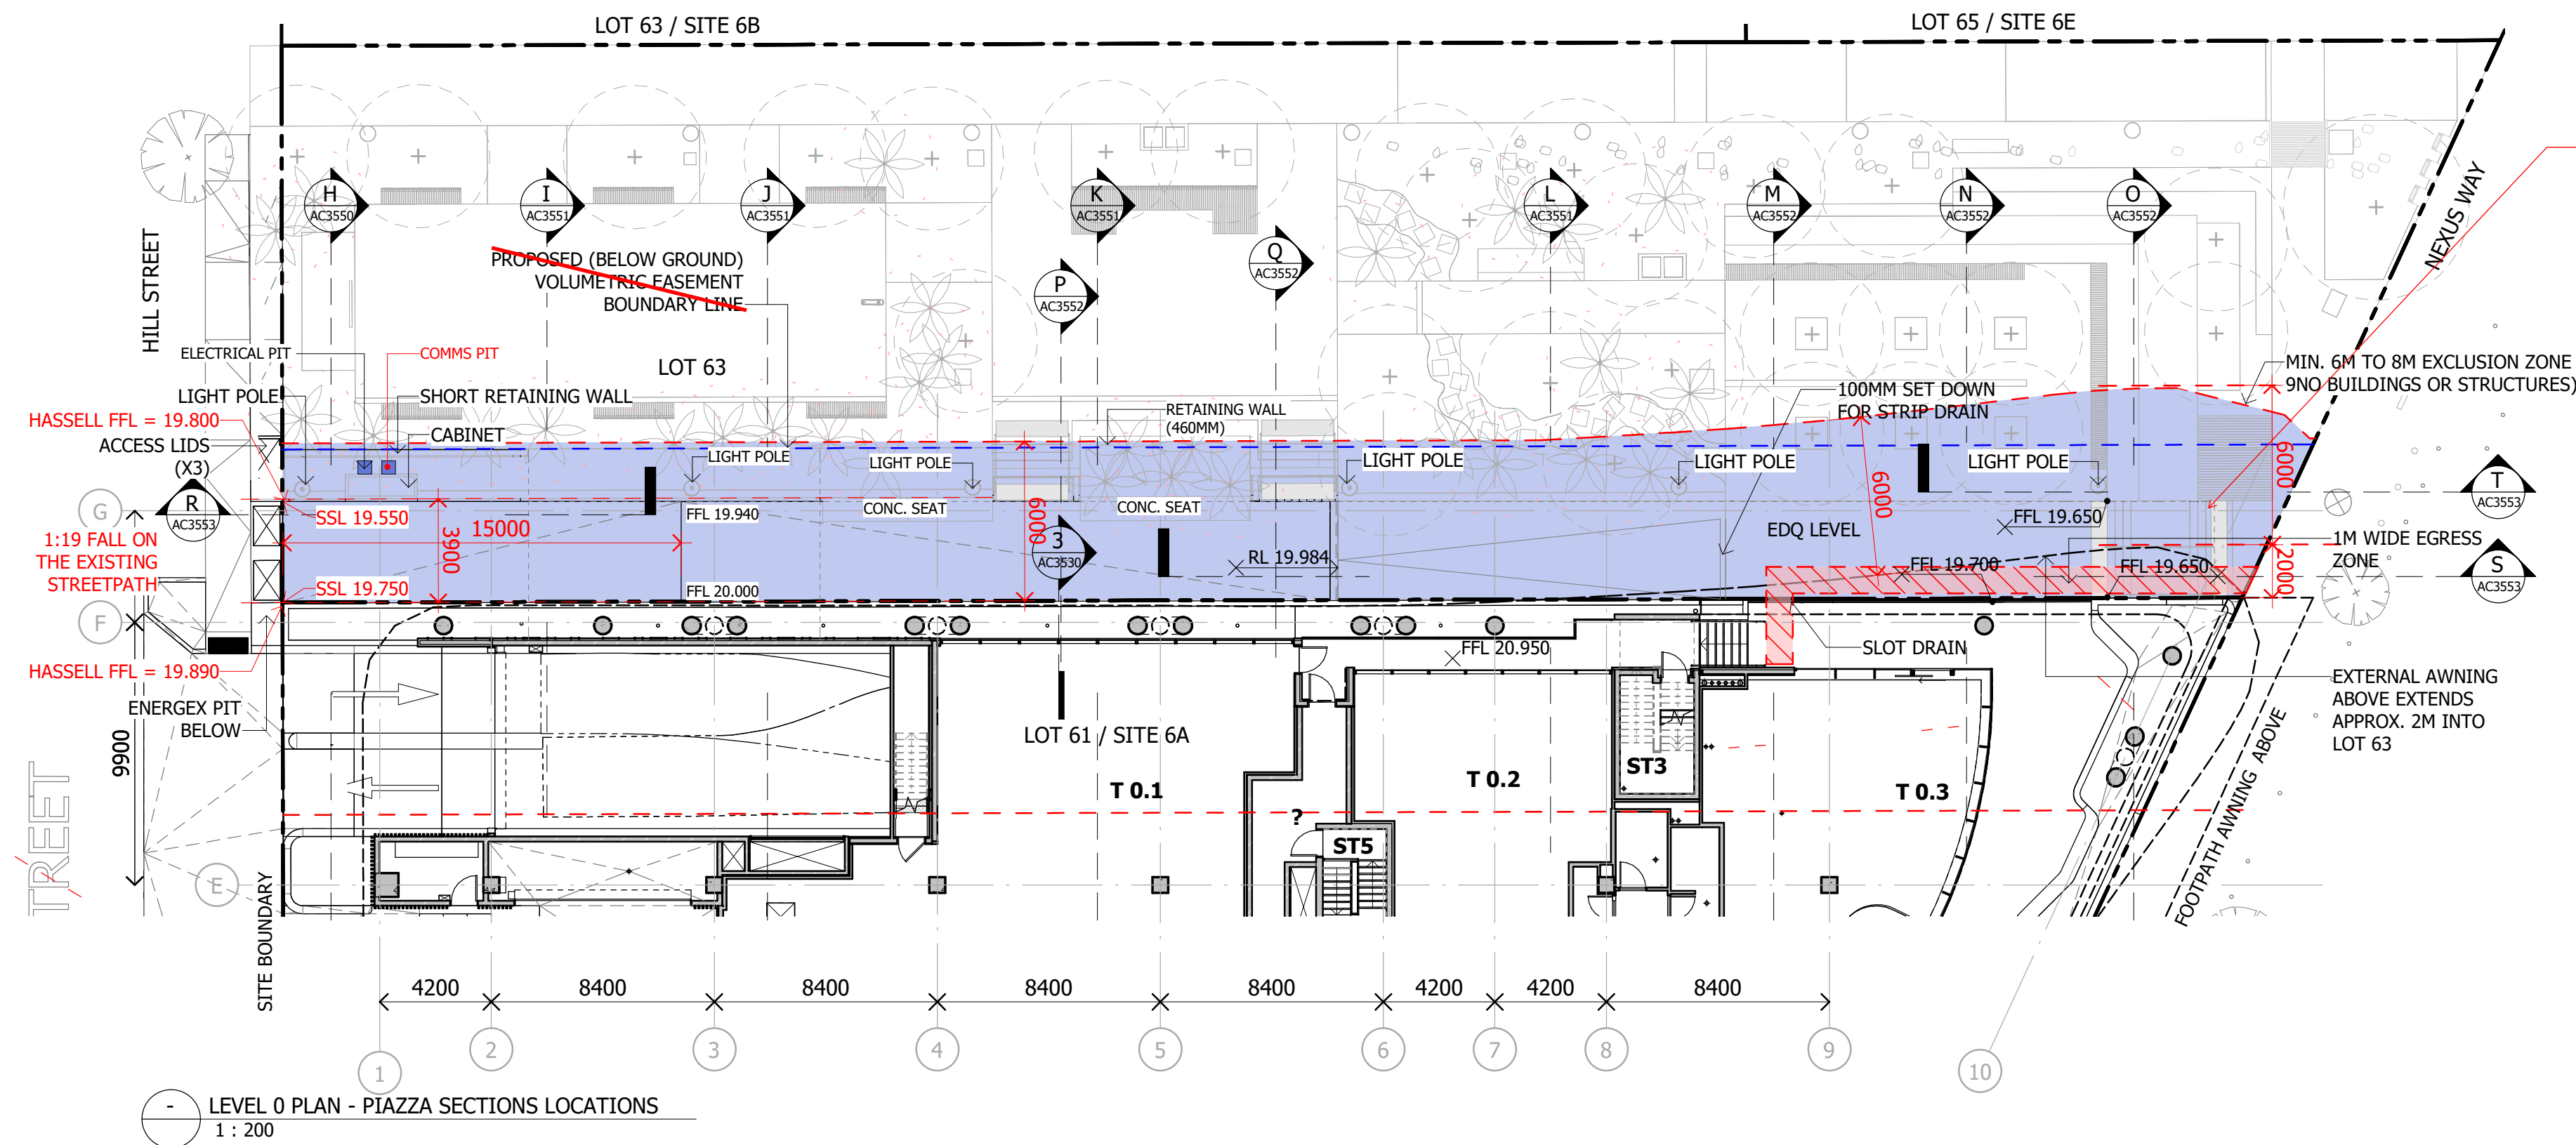 LOT 63 / SITE 6B
LOT 65 / SITE 6E
HILL STREET
NEXUS WAY
H
AC3550
I
AC3551
J
AC3551
K
AC3551
L
AC3551
M
AC3552
N
AC3552
O
AC3552
P
AC3552
Q
AC3552
PROPOSED (BELOW GROUND)
VOLUMETRIC EASEMENT
BOUNDARY LINE
ELECTRICAL PIT
COMMS PIT
LOT 63
LIGHT POLE
SHORT RETAINING WALL
HASSELL FFL = 19.800
ACCESS LIDS
(X3)
CABINET
RETAINING WALL
(460MM)
100MM SET DOWN
FOR STRIP DRAIN
MIN. 6M TO 8M EXCLUSION ZONE
9NO BUILDINGS OR STRUCTURES)
LIGHT POLE
LIGHT POLE
LIGHT POLE
LIGHT POLE
LIGHT POLE
R
AC3553
T
AC3553
S
AC3553
G
SSL 19.550
15000
3900
FFL 19.940
CONC. SEAT
CONC. SEAT
6000
6000
6000
2000
EDQ LEVEL
FFL 19.650
1:19 FALL ON
THE EXISTING
STREETPATH
3
AC3530
RL 19.984
1M WIDE EGRESS
ZONE
FFL 19.700
FFL 19.650
SSL 19.750
FFL 20.000
F
HASSELL FFL = 19.890
FFL 20.950
SLOT DRAIN
ENERGEX PIT
BELOW
EXTERNAL AWNING
ABOVE EXTENDS
APPROX. 2M INTO
LOT 63
9900
LOT 61 / SITE 6A
T 0.1
T 0.2
ST3
T 0.3
?
ST5
E
TREET
SITE BOUNDARY
FOOTPATH AWNING ABOVE
4200
8400
8400
8400
8400
4200
4200
8400
1
2
3
4
5
6
7
8
9
10
-
LEVEL 0 PLAN - PIAZZA SECTIONS LOCATIONS
1 : 200